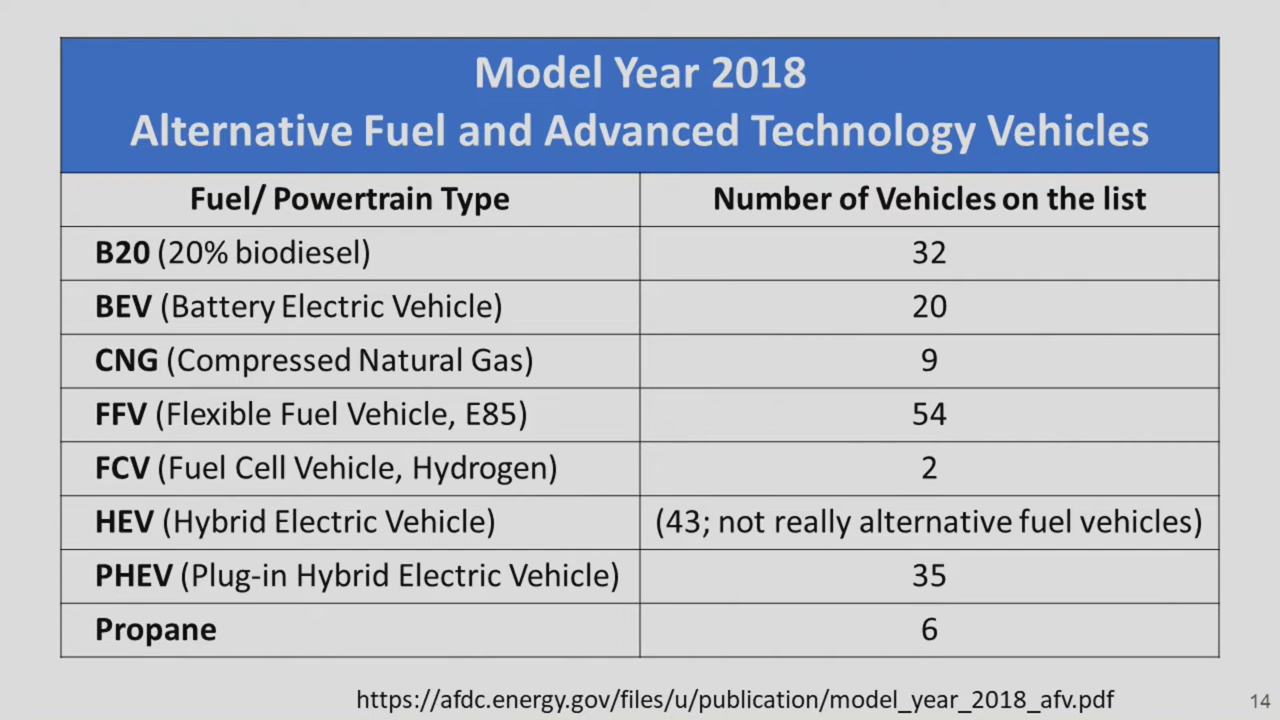 Model Year 2018
Alternative Fuel and Advanced Technology Vehicles
Fuel/ Powertrain Type Number of Vehicles on the list
B20 (20% biodiesel) 32
BEV (Battery Electric Vehicle) 20
CNG (Compressed Natural Gas) 9
FFV (Flexible Fuel Vehicle, E85) 54
FCV (Fuel Cell Vehicle, Hydrogen) 2
HEV (Hybrid Electric Vehicle) (43; not really alternative fuel vehicles)
PHEV (Plug-in Hybrid Electric Vehicle) 35
Propane 6
https://afdc.energy.gov/files/u/publication/model_year_2018_afv.pdf 14